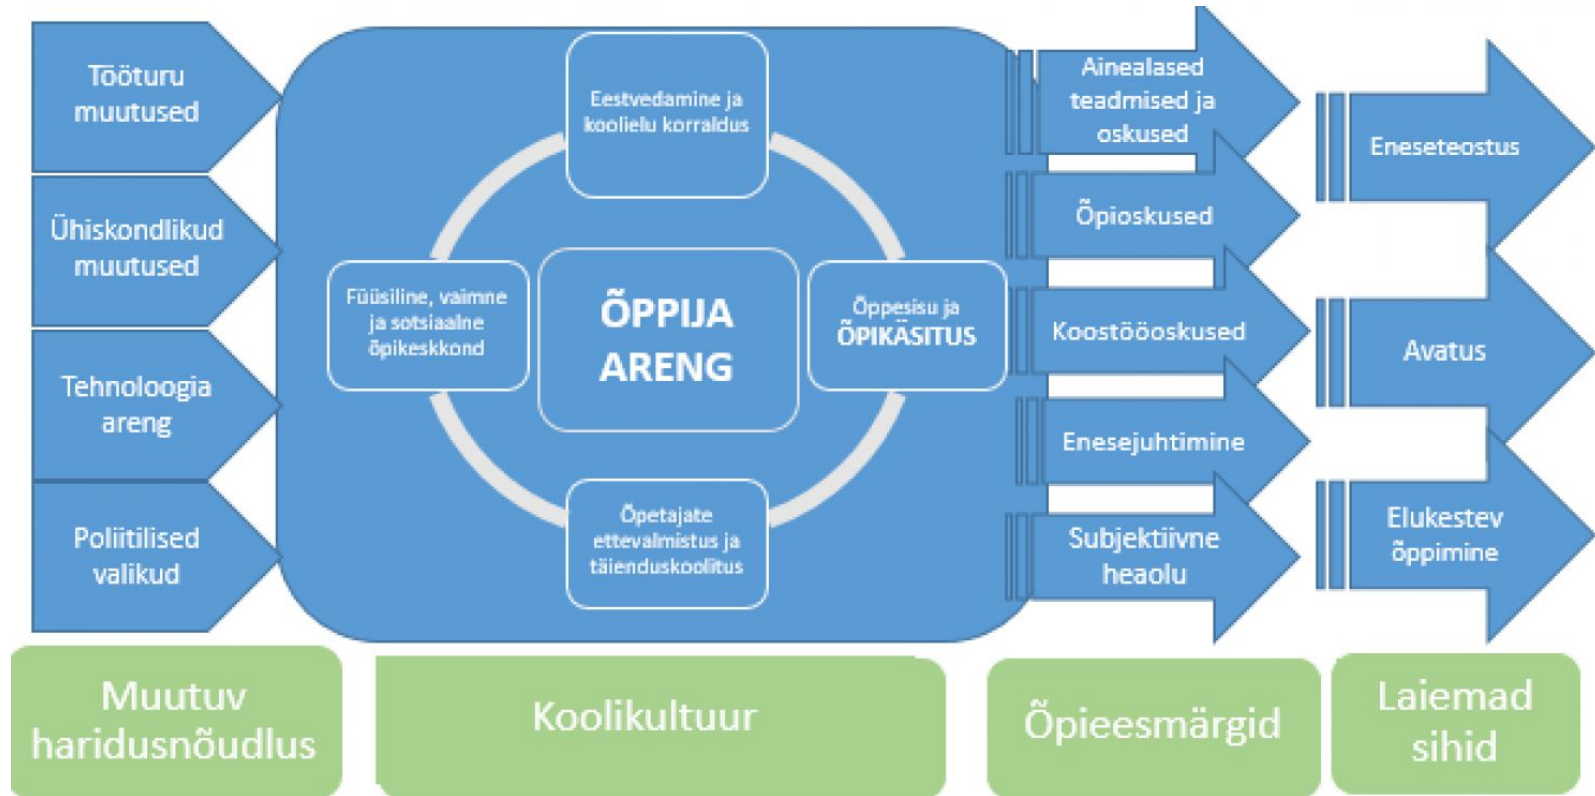 Tööturu
muutused
Ühiskondlikud
muutused
Tehnoloogia
areng
Poliitilised
valikud
Eestvedamine ja
koolielu korraldus
Füüsiline, vaimne
ja sotsiaalne
õpikeskkond
ÕPPIJA
ARENG
Õppesisu ja
ÕPIKÄSITUS
Õpetajate
ettevalmistus ja
täienduskoolitus
Ainealased
teadmised ja
oskused
Õpioskused
Koostööoskused
Enesejuhtimine
Subjektiivne
heaolu
Eneseteostus
Avatus
Elukestev
õppimine
Muutuv
haridusnõudlus
Koolikultuur
Õpieesmärgid
Laiemad
sihid